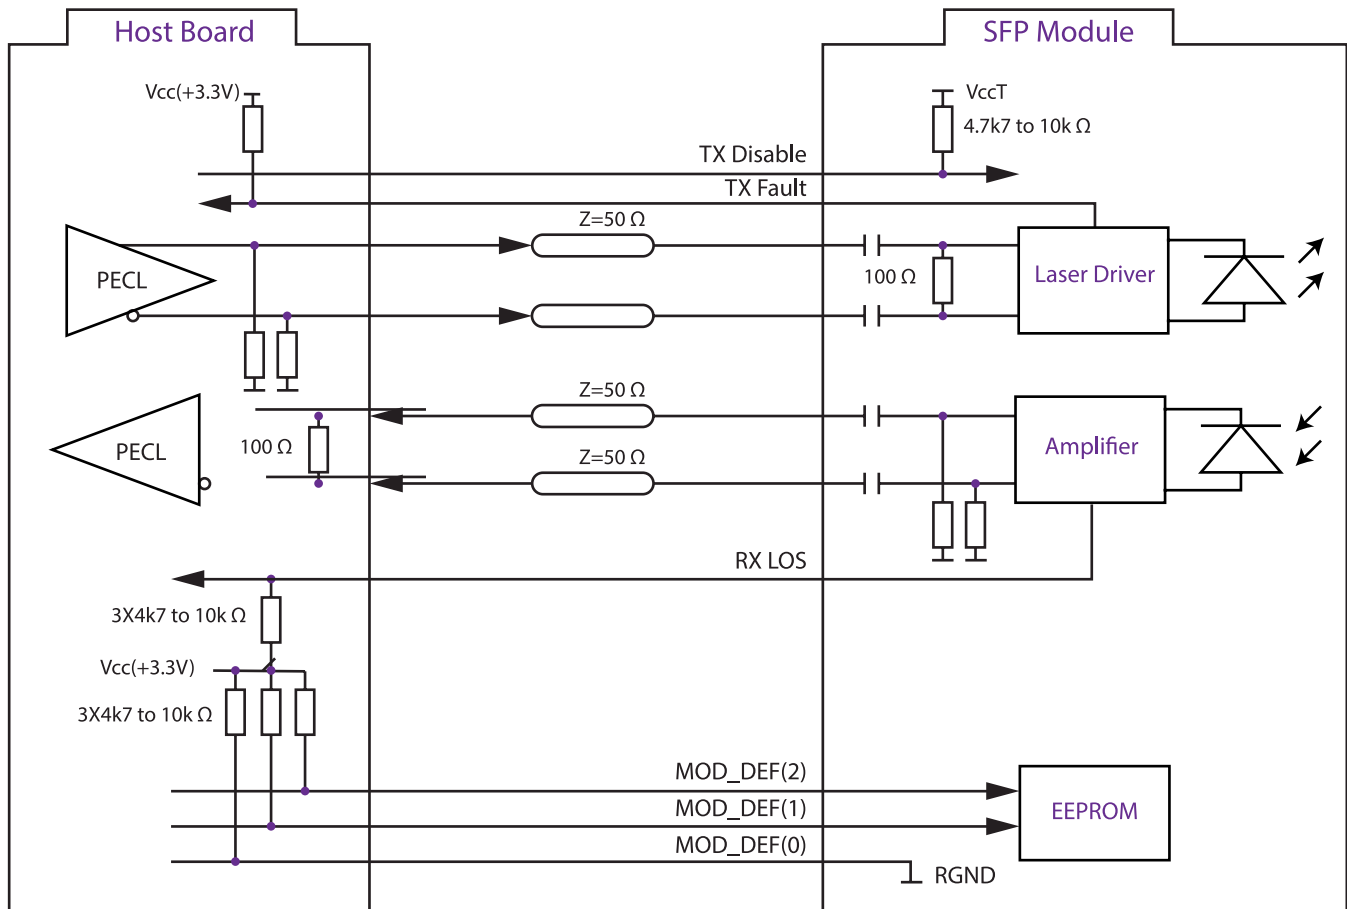 Host Board
SFP Module
Vcc(+3.3V)
VccT
4.7k7 to 10k Ω
TX Disable
TX Fault
Z=50 Ω
PECL
100 Ω
Laser Driver
Z=50 Ω
PECL
100 Ω
Z=50 Ω
Amplifier
RX LOS
3X4k7 to 10k Ω
Vcc(+3.3V)
3X4k7 to 10k Ω
MOD_DEF(2)
MOD_DEF(1)
EEPROM
MOD_DEF(0)
RGND